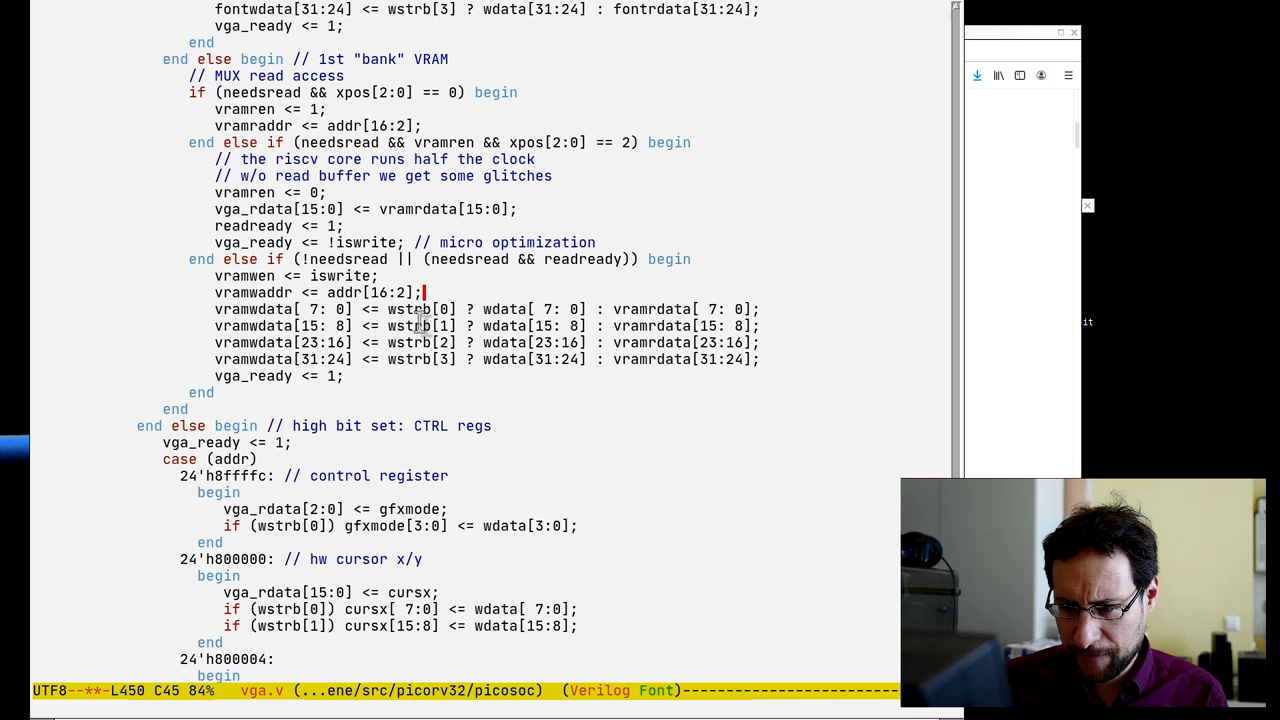 fontwdata[31:24] <= wstrb[3] ? wdata[31:24] : fontrdata[31:24];
vga_ready <= 1;
end
end else begin // 1st "bank" VRAM
// MUX read access
if (needsread && xpos[2:0] == 0) begin
vramren <= 1;
vramraddr <= addr[16:2];
end else if (needsread && vramren && xpos[2:0] == 2) begin
// the riscv core runs half the clock
// w/o read buffer we get some glitches
vramren <= 0;
vga_rdata[15:0] <= vramrdata[15:0];
readready <= 1;
vga_ready <= !iswrite; // micro optimization
end else if (!needsread || (needsread && readready)) begin
vramwen <= iswrite;
vramwaddr <= addr[16:2];
vramwdata[ 7: 0] <= wstrb[0] ? wdata[ 7: 0] : vramrdata[ 7: 0];
vramwdata[15: 8] <= wstrb[1] ? wdata[15: 8] : vramrdata[15: 8];
vramwdata[23:16] <= wstrb[2] ? wdata[23:16] : vramrdata[23:16];
vramwdata[31:24] <= wstrb[3] ? wdata[31:24] : vramrdata[31:24];
vga_ready <= 1;
end
end
end else begin // high bit set: CTRL regs
vga_ready <= 1;
case (addr)
24'h8ffffc: // control register
begin
vga_rdata[2:0] <= gfxmode;
if (wstrb[0]) gfxmode[3:0] <= wdata[3:0];
end
24'h800000: // hw cursor x/y
begin
vga_rdata[15:0] <= cursx;
if (wstrb[0]) cursx[ 7:0] <= wdata[ 7:0];
if (wstrb[1]) cursx[15:8] <= wdata[15:8];
end
24'h800004:
begin
UTF8--**-L450 C45 84% vga.v (...ene/src/picorv32/picosoc) (Verilog Font)-------------------------
it